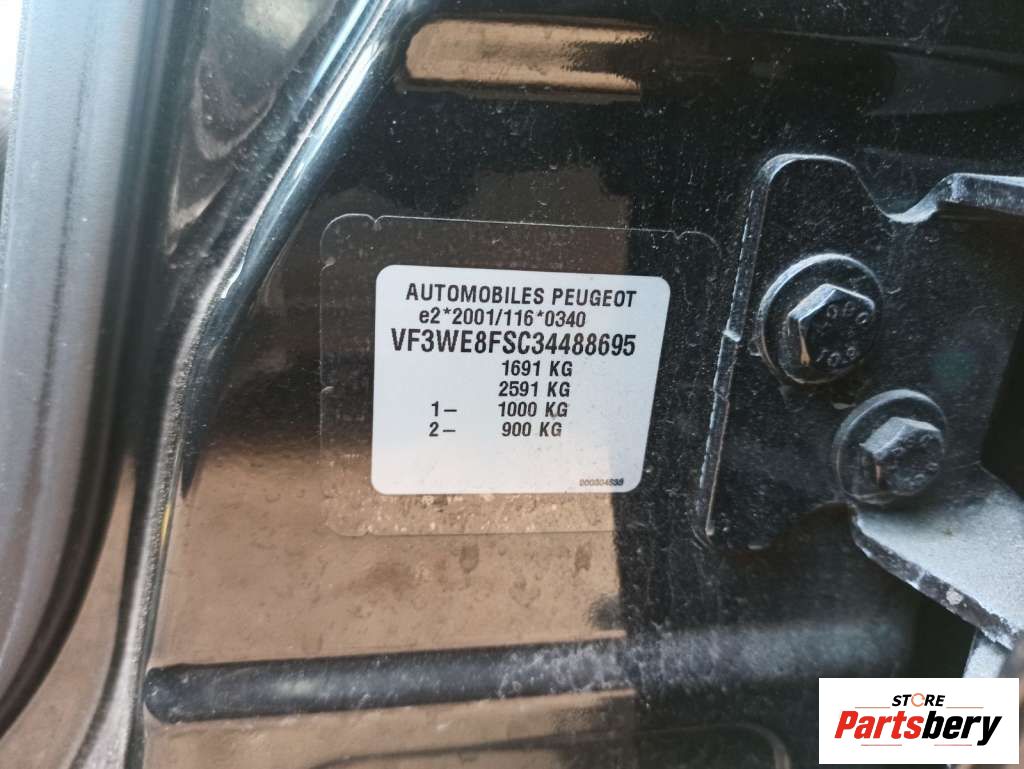 AUTOMOBILES PEUGEOT
e2*2001/116*0340
VF3WE8FSC34488695
1691 KG
2591 KG
1– 1000 KG
2– 900 KG
STORE
Partsbery